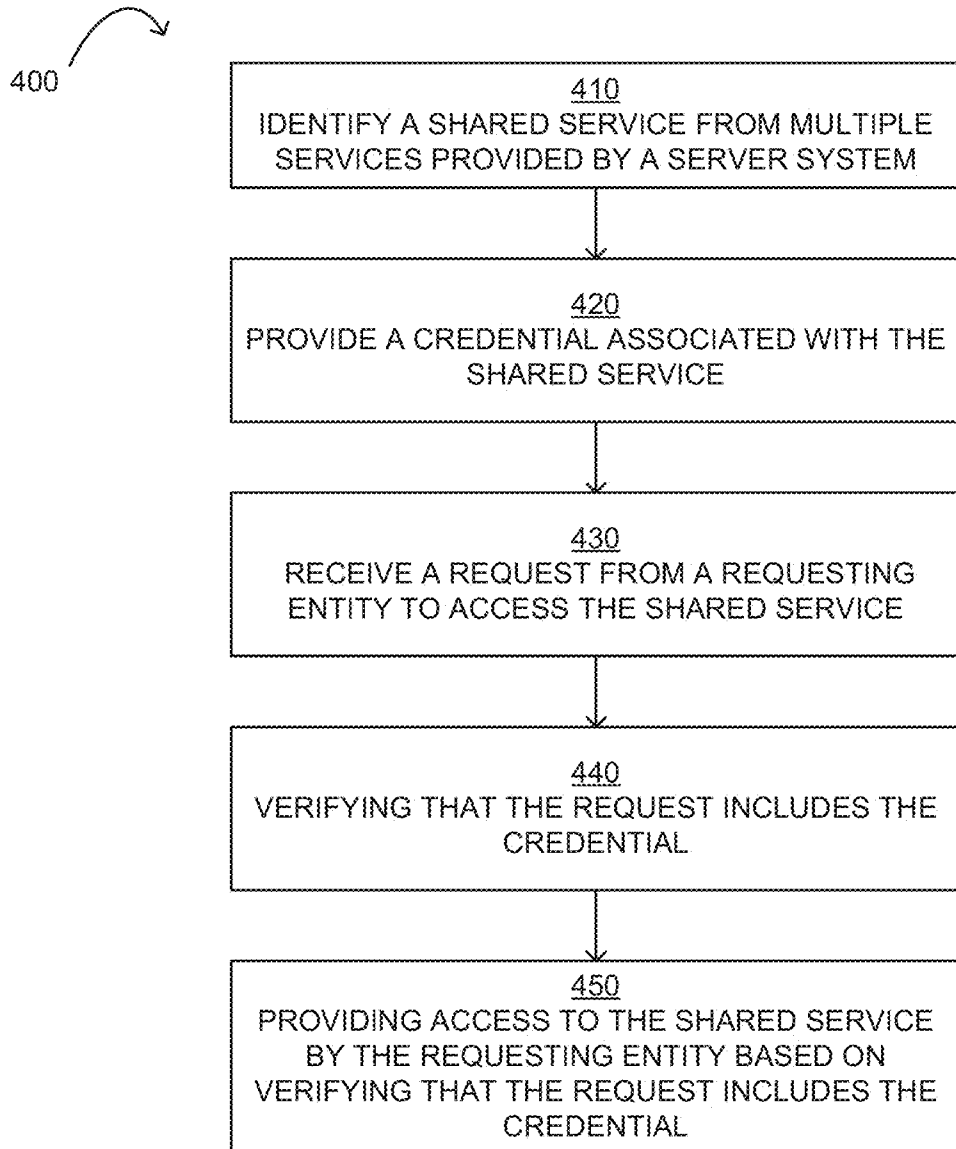 400
410
IDENTIFY A SHARED SERVICE FROM MULTIPLE
SERVICES PROVIDED BY A SERVER SYSTEM
420
PROVIDE A CREDENTIAL ASSOCIATED WITH THE
SHARED SERVICE
430
RECEIVE A REQUEST FROM A REQUESTING
ENTITY TO ACCESS THE SHARED SERVICE
440
VERIFYING THAT THE REQUEST INCLUDES THE
CREDENTIAL
450
PROVIDING ACCESS TO THE SHARED SERVICE
BY THE REQUESTING ENTITY BASED ON
VERIFYING THAT THE REQUEST INCLUDES THE
CREDENTIAL